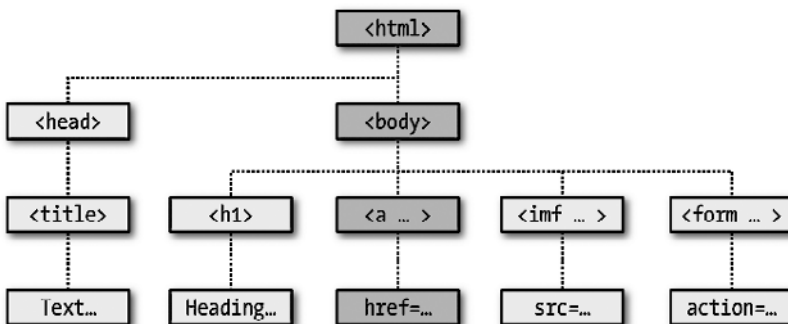 <html>
<head> <body>
<title> <h1> <a … > <imf … > <form … >
Text… Heading… href=… src=… action=…